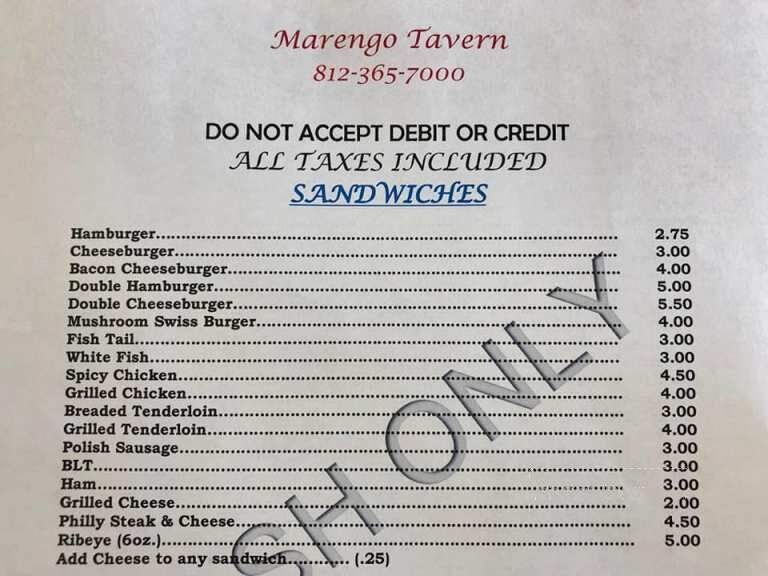 Marengo Tavern
812-365-7000
DO NOT ACCEPT DEBIT OR CREDIT
ALL TAXES INCLUDED
SANDWICHES
Hamburger 2.75
Cheeseburger 3.00
Bacon Cheeseburger 4.00
Double Hamburger 5.00
Double Cheeseburger 5.50
Mushroom Swiss Burger 4.00
Fish Tail 3.00
White Fish 3.00
Spicy Chicken 4.50
Grilled Chicken 4.00
Breaded Tenderloin 3.00
Grilled Tenderloin 4.00
Polish Sausage 3.00
BLT 3.00
Ham 3.00
Grilled Cheese 2.00
Philly Steak & Cheese 4.50
Ribeye (6oz.) 5.00
Add Cheese to any sandwich (.25)
SH ONLY